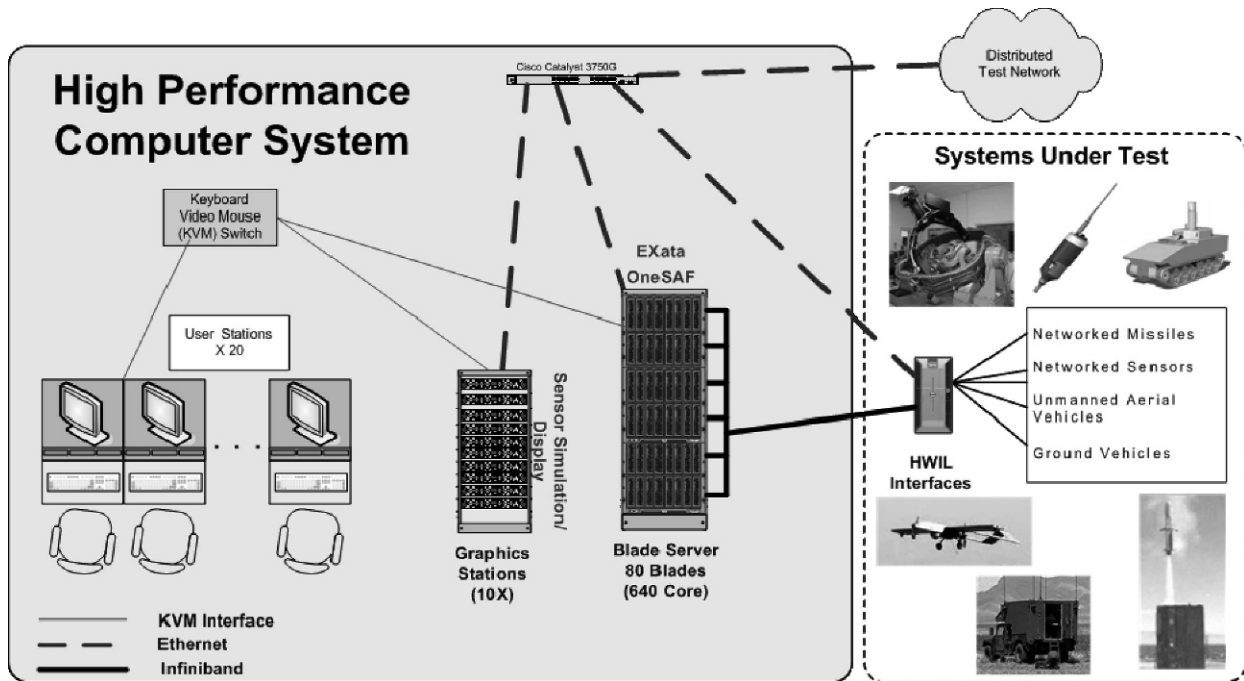 High Performance
Computer System
Cisco Catalyst 3750G
Distributed
Test Network
Systems Under Test
Keyboard
Video Mouse
(KVM) Switch
User Stations
X 20
EXata
OneSAF
Sensor Simulation/
Display
Networked Missiles
Networked Sensors
Unmanned Aerial
Vehicles
Ground Vehicles
HWIL
Interfaces
Graphics
Stations
(10X)
Blade Server
80 Blades
(640 Core)
KVM Interface
Ethernet
Infiniband